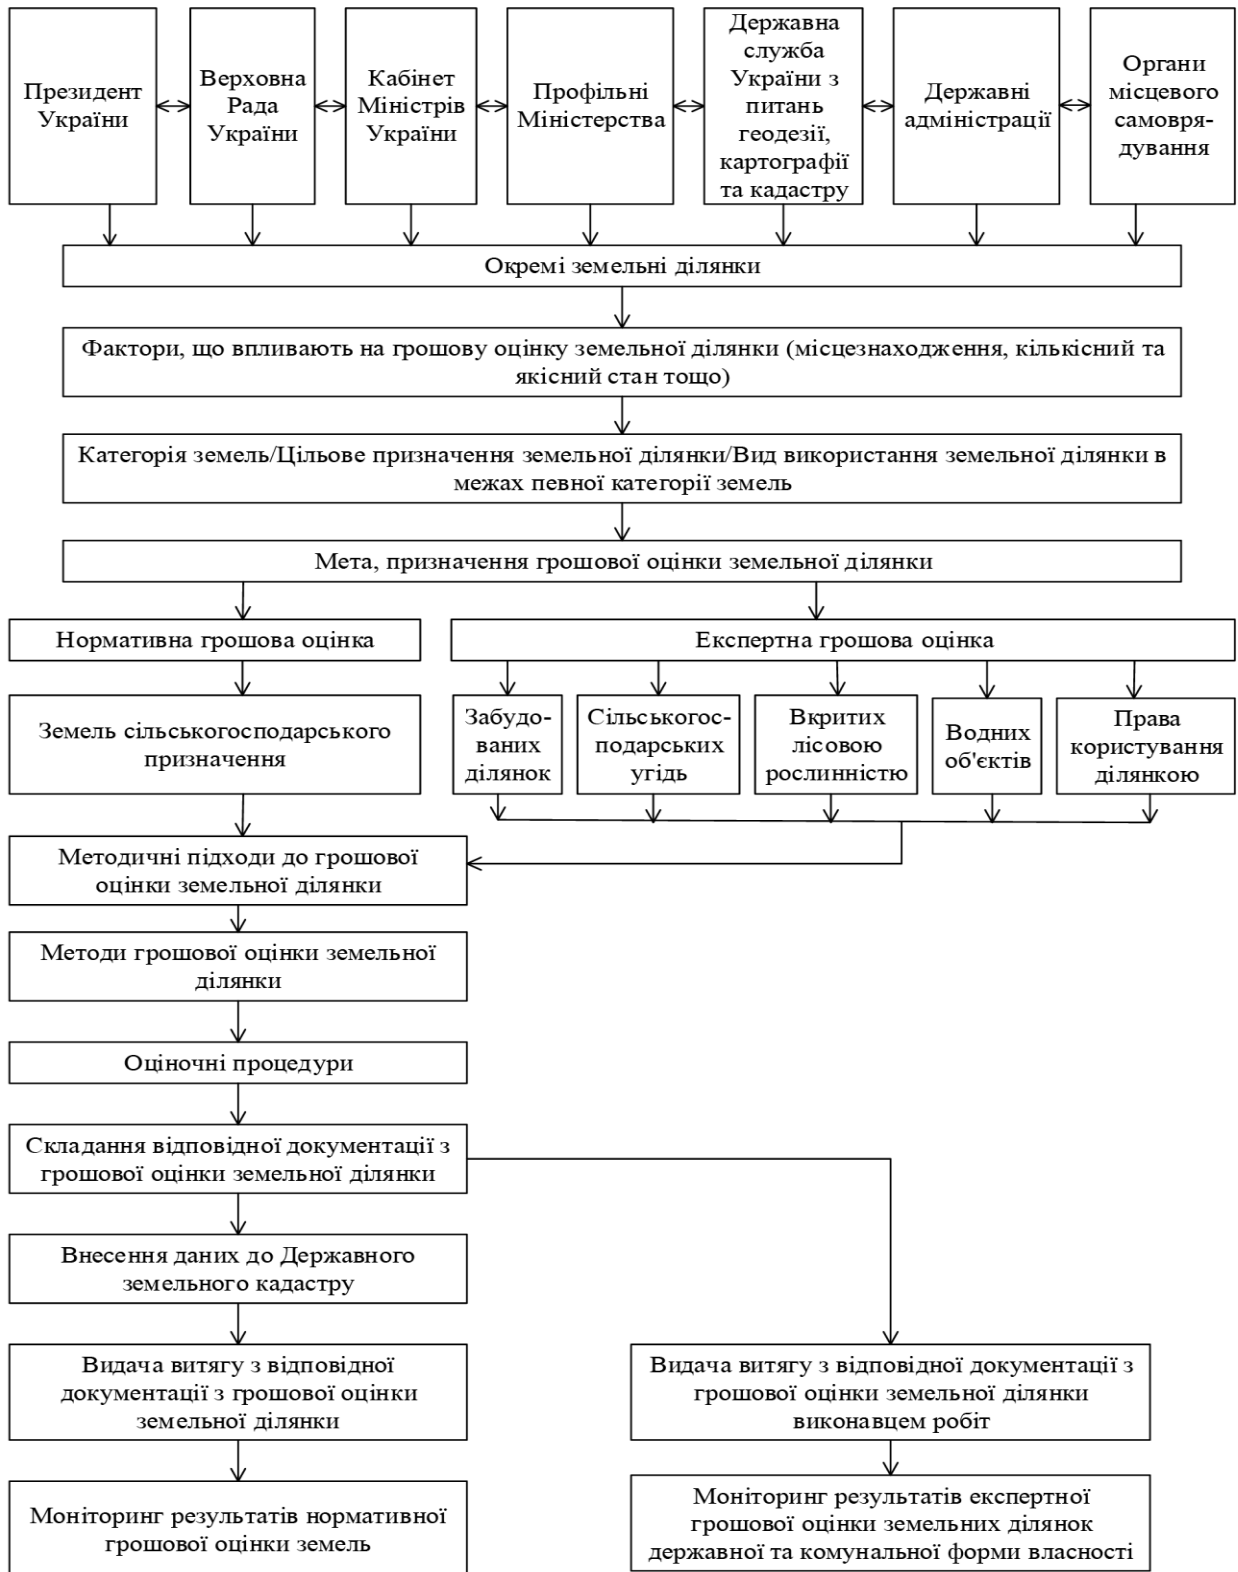 Президент
України
Верховна
Рада
України
Кабінет
Міністрів
України
Профільні
Міністерства
Державна
служба
України з
питань
геодезії,
картографії
та кадастру
Державні
адміністрації
Органи
місцевого
самовря-
дування
Окремі земельні ділянки
Фактори, що впливають на грошову оцінку земельної ділянки (місцезнаходження, кількісний та
якісний стан тощо)
Категорія земель/Цільове призначення земельної ділянки/Вид використання земельної ділянки в
межах певної категорії земель
Мета, призначення грошової оцінки земельної ділянки
Нормативна грошова оцінка
Експертна грошова оцінка
Земель сільськогосподарського
призначення
Забудо-
ваних
ділянок
Сільськогос-
подарських
угідь
Вкритих
лісовою
рослинністю
Водних
об'єктів
Права
користування
ділянкою
Методичні підходи до грошової
оцінки земельної ділянки
Методи грошової оцінки земельної
ділянки
Оціночні процедури
Складання відповідної документації з
грошової оцінки земельної ділянки
Внесення даних до Державного
земельного кадастру
Видача витягу з відповідної
документації з грошової оцінки
земельної ділянки
Видача витягу з відповідної документації з
грошової оцінки земельної ділянки
виконавцем робіт
Моніторинг результатів нормативної
грошової оцінки земель
Моніторинг результатів експертної
грошової оцінки земельних ділянок
державної та комунальної форми власності